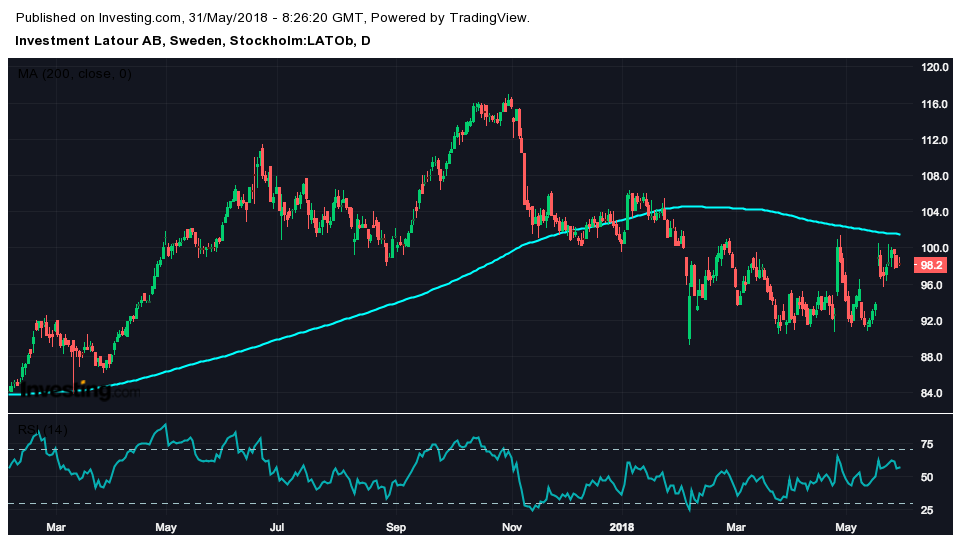 Published on Investing.com, 31/May/2018 - 8:26:20 GMT, Powered by TradingView.
Investment Latour AB, Sweden, Stockholm:LATOb, D
MA (200, close, 0)
120.0
116.0
112.0
108.0
104.0
100.0
98.2
96.0
92.0
88.0
84.0
Investing.com
RSI (14)
75
50
25
Mar May Jul Sep Nov 2018 Mar May